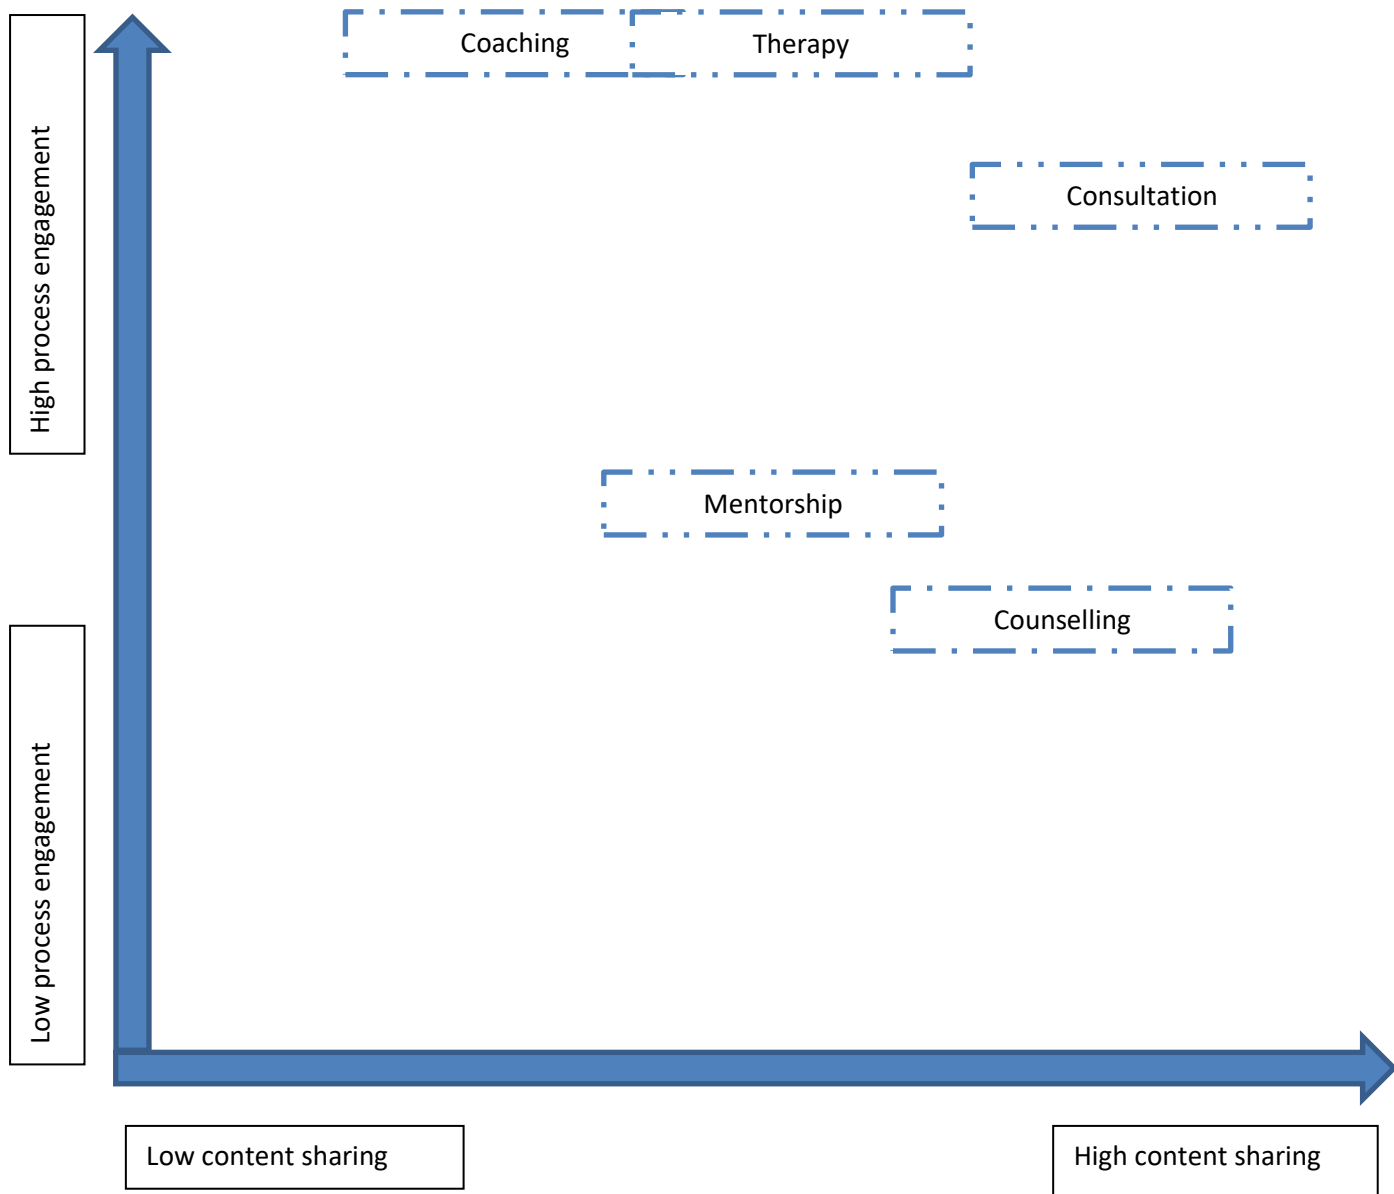 High process engagement
Coaching
Therapy
Consultation
Mentorship
Counselling
Low process engagement
Low content sharing
High content sharing